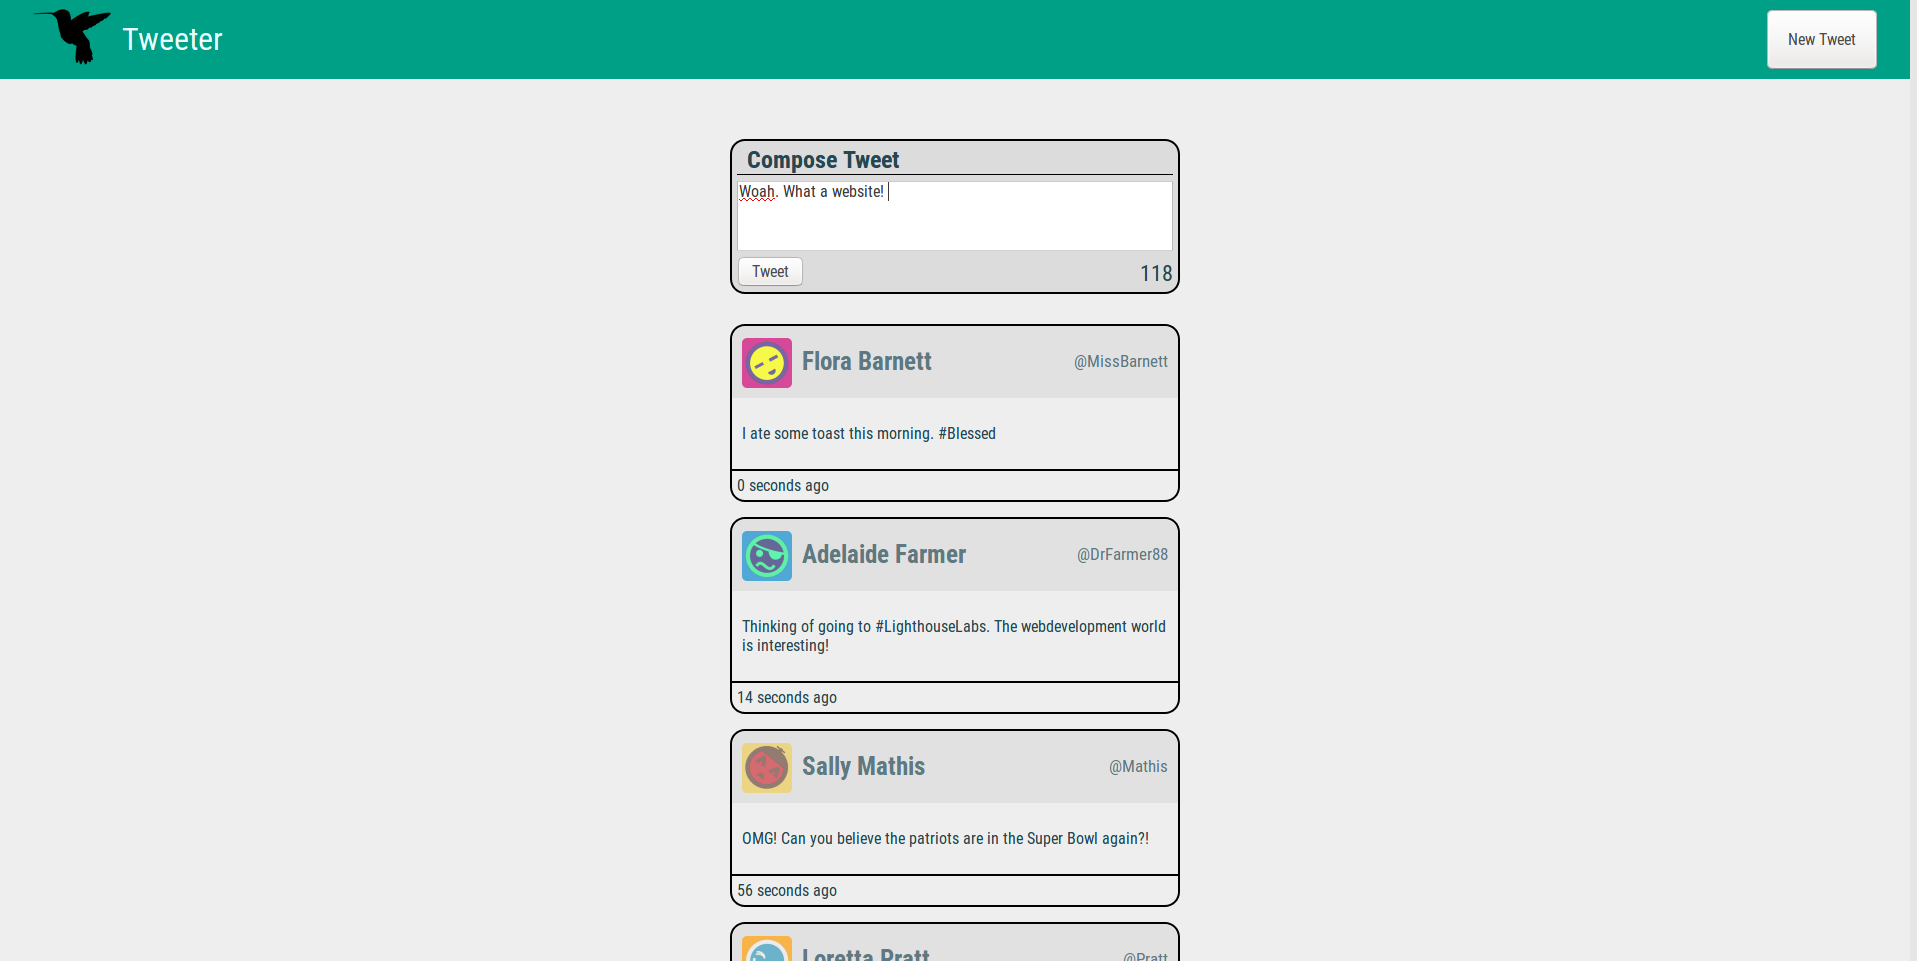 Tweeter
New Tweet
Compose Tweet
Woah. What a website!
Tweet
118
Flora Barnett
@MissBarnett
I ate some toast this morning. #Blessed
0 seconds ago
Adelaide Farmer
@DrFarmer88
Thinking of going to #LighthouseLabs. The webdevelopment world
is interesting!
14 seconds ago
Sally Mathis
@Mathis
OMG! Can you believe the patriots are in the Super Bowl again?!
56 seconds ago
Loretta Pratt
@Pratt